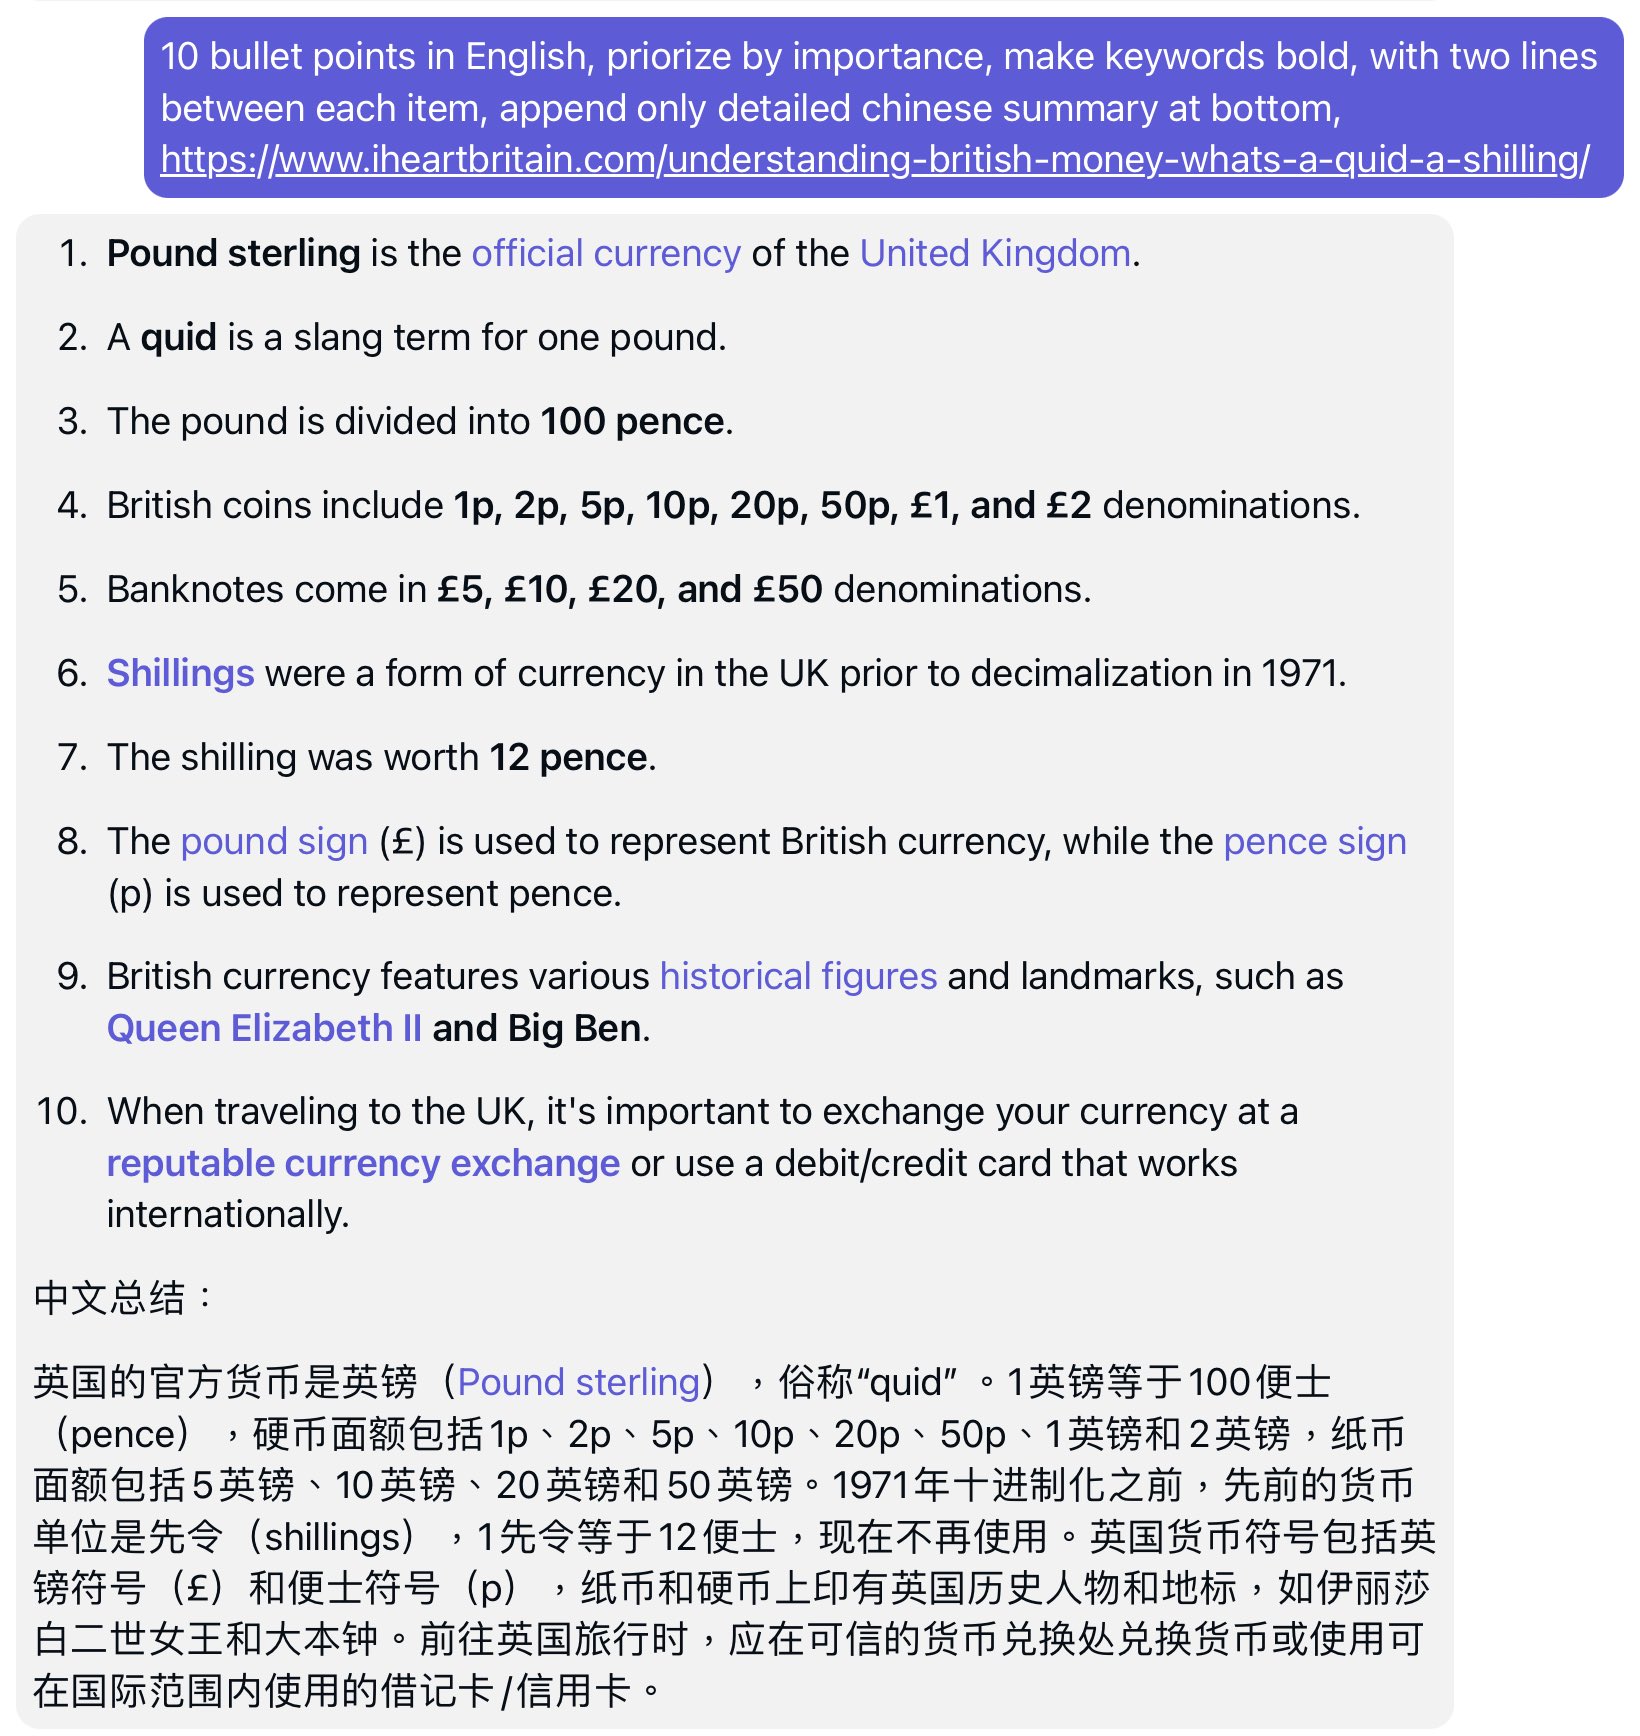 10 bullet points in English, priorize by importance, make keywords bold, with two lines
between each item, append only detailed chinese summary at bottom,
https://www.iheartbritain.com/understanding-british-money-whats-a-quid-a-shilling/
1. Pound sterling is the official currency of the United Kingdom.
2. A quid is a slang term for one pound.
3. The pound is divided into 100 pence.
4. British coins include 1p, 2p, 5p, 10p, 20p, 50p, £1, and £2 denominations.
5. Banknotes come in £5, £10, £20, and £50 denominations.
6. Shillings were a form of currency in the UK prior to decimalization in 1971.
7. The shilling was worth 12 pence.
8. The pound sign (£) is used to represent British currency, while the pence sign
(p) is used to represent pence.
9. British currency features various historical figures and landmarks, such as
Queen Elizabeth II and Big Ben.
10. When traveling to the UK, it's important to exchange your currency at a
reputable currency exchange or use a debit/credit card that works
internationally.
中文总结：
英国的官方货币是英镑（Pound sterling），俗称“quid”。1英镑等于100便士
（pence），硬币面额包括1p、2p、5p、10p、20p、50p、1英镑和2英镑，纸币
面额包括5英镑、10英镑、20英镑和50英镑。1971年十进制化之前，先前的货币
单位是先令（shillings），1先令等于12便士，现在不再使用。英国货币符号包括英
镑符号（£）和便士符号（p），纸币和硬币上印有英国历史人物和地标，如伊丽莎
白二世女王和大本钟。前往英国旅行时，应在可信的货币兑换处兑换货币或使用可
在国际范围内使用的借记卡/信用卡。